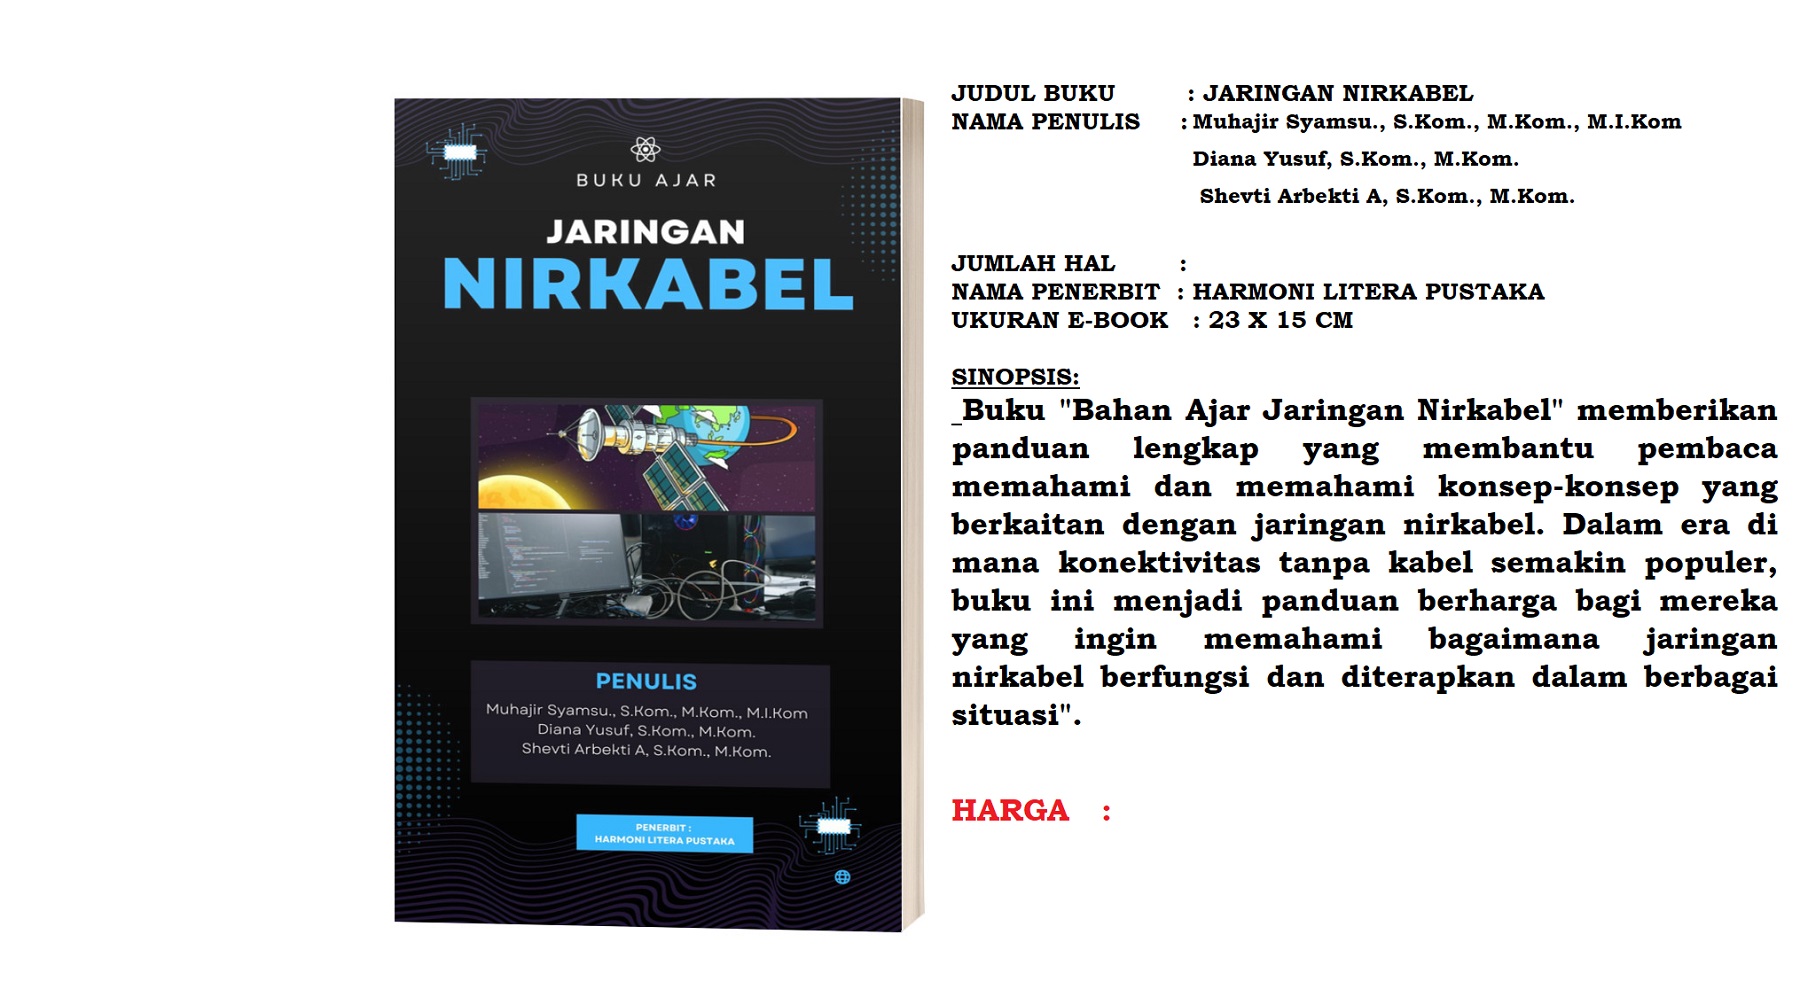 BUKU AJAR
JARINGAN
NIRKABEL
PENULIS
Muhajir Syamsu., S.Kom., M.Kom., M.I.Kom
Diana Yusuf, S.Kom., M.Kom.
Shevti Arbekti A, S.Kom., M.Kom.
PENERBIT :
HARMONI LITERA PUSTAKA
JUDUL BUKU : JARINGAN NIRKABEL
NAMA PENULIS : Muhajir Syamsu., S.Kom., M.Kom., M.I.Kom
Diana Yusuf, S.Kom., M.Kom.
Shevti Arbekti A, S.Kom., M.Kom.
JUMLAH HAL :
NAMA PENERBIT : HARMONI LITERA PUSTAKA
UKURAN E-BOOK : 23 X 15 CM
SINOPSIS:
_Buku "Bahan Ajar Jaringan Nirkabel" memberikan
panduan lengkap yang membantu pembaca
memahami dan memahami konsep-konsep yang
berkaitan dengan jaringan nirkabel. Dalam era di
mana konektivitas tanpa kabel semakin populer,
buku ini menjadi panduan berharga bagi mereka
yang ingin memahami bagaimana jaringan
nirkabel berfungsi dan diterapkan dalam berbagai
situasi".
HARGA :